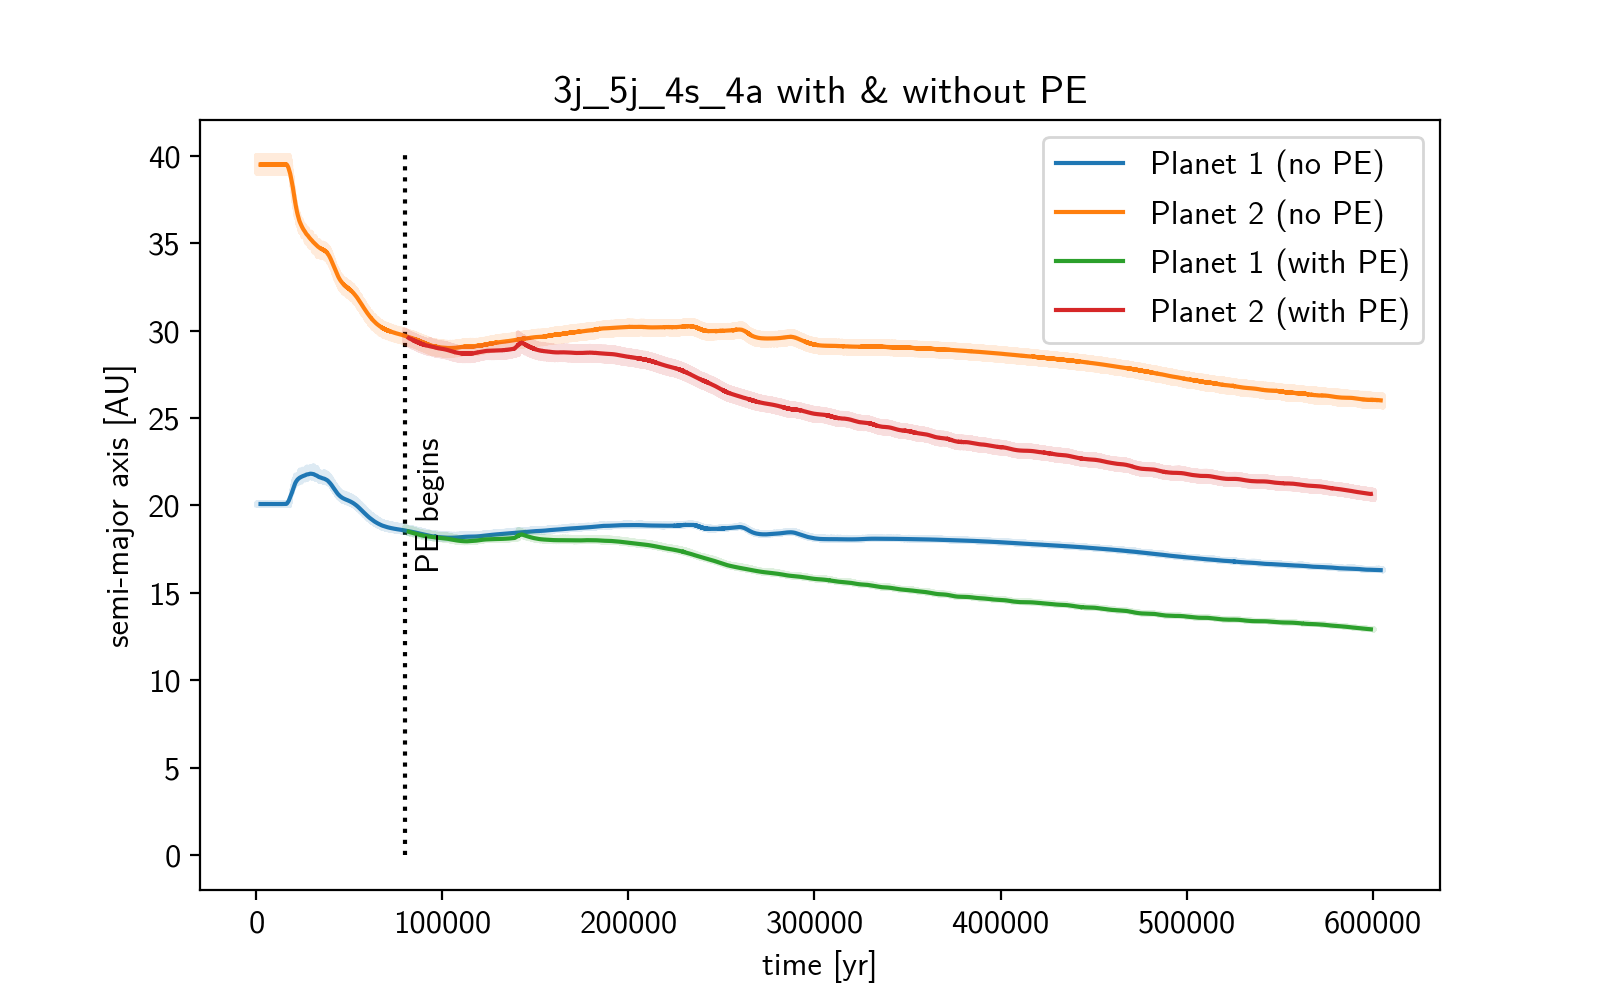 3j_5j_4s_4a with & without PE
Planet 1 (no PE)
Planet 2 (no PE)
Planet 1 (with PE)
Planet 2 (with PE)
semi-major axis [AU]
40
35
30
25
20
15
10
5
0
PE begins
0 100000 200000 300000 400000 500000 600000
time [yr]